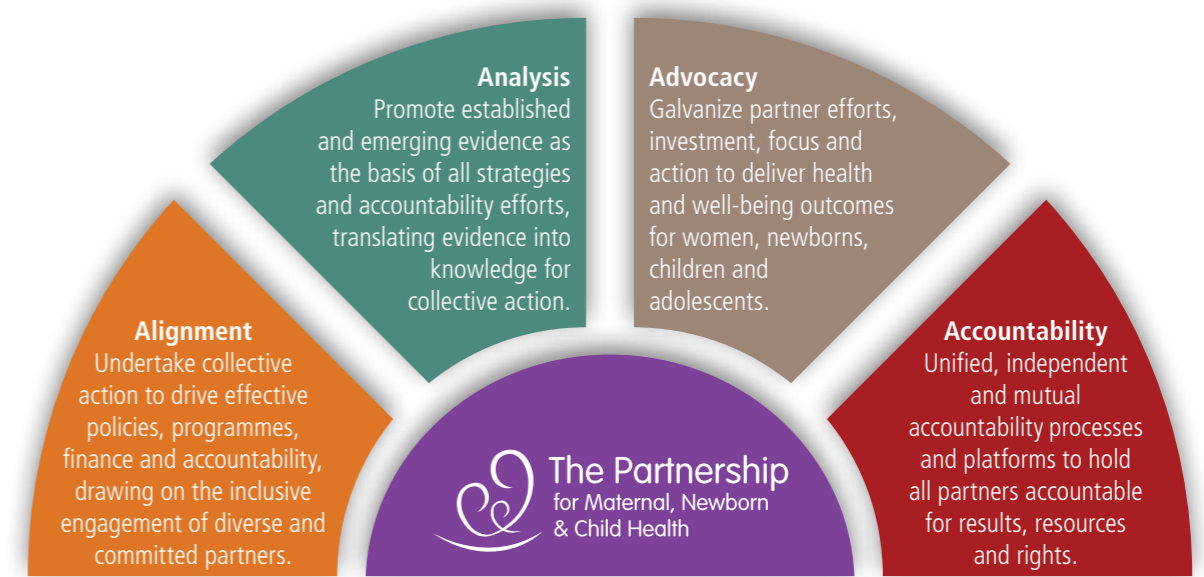 Alignment
Undertake collective
action to drive effective
policies, programmes,
finance and accountability,
drawing on the inclusive
engagement of diverse and
committed partners.
Analysis
Promote established
and emerging evidence as
the basis of all strategies
and accountability efforts,
translating evidence into
knowledge for
collective action.
Advocacy
Galvanize partner efforts,
investment, focus and
action to deliver health
and well-being outcomes
for women, newborns,
children and
adolescents.
Accountability
Unified, independent
and mutual
accountability processes
and platforms to hold
all partners accountable
for results, resources
and rights.
The Partnership
for Maternal, Newborn
& Child Health